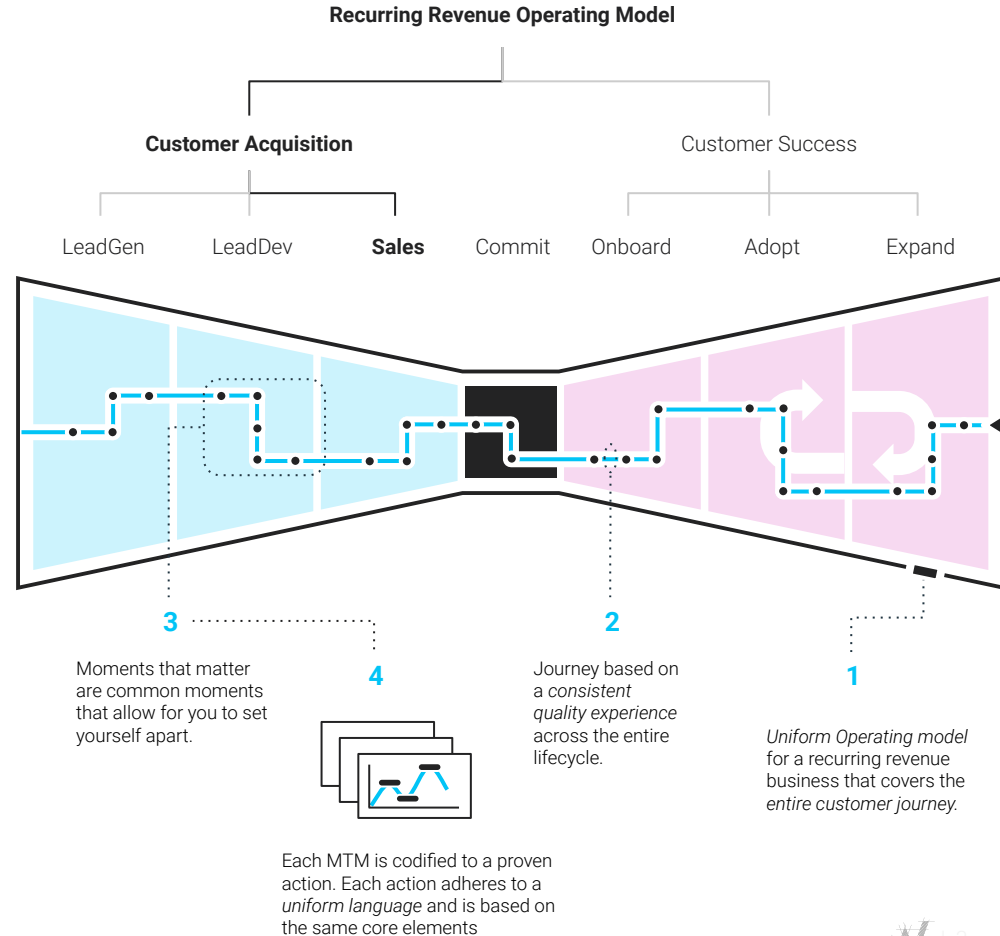 Recurring Revenue Operating Model
Customer Acquisition
Customer Success
LeadGen
LeadDev
Sales
Commit
Onboard
Adopt
Expand
3
Moments that matter
are common moments
that allow for you to set
yourself apart.
4
Each MTM is codified to a proven
action. Each action adheres to a
uniform language and is based on
the same core elements
2
Journey based on
a consistent
quality experience
across the entire
lifecycle.
1
Uniform Operating model
for a recurring revenue
business that covers the
entire customer journey.